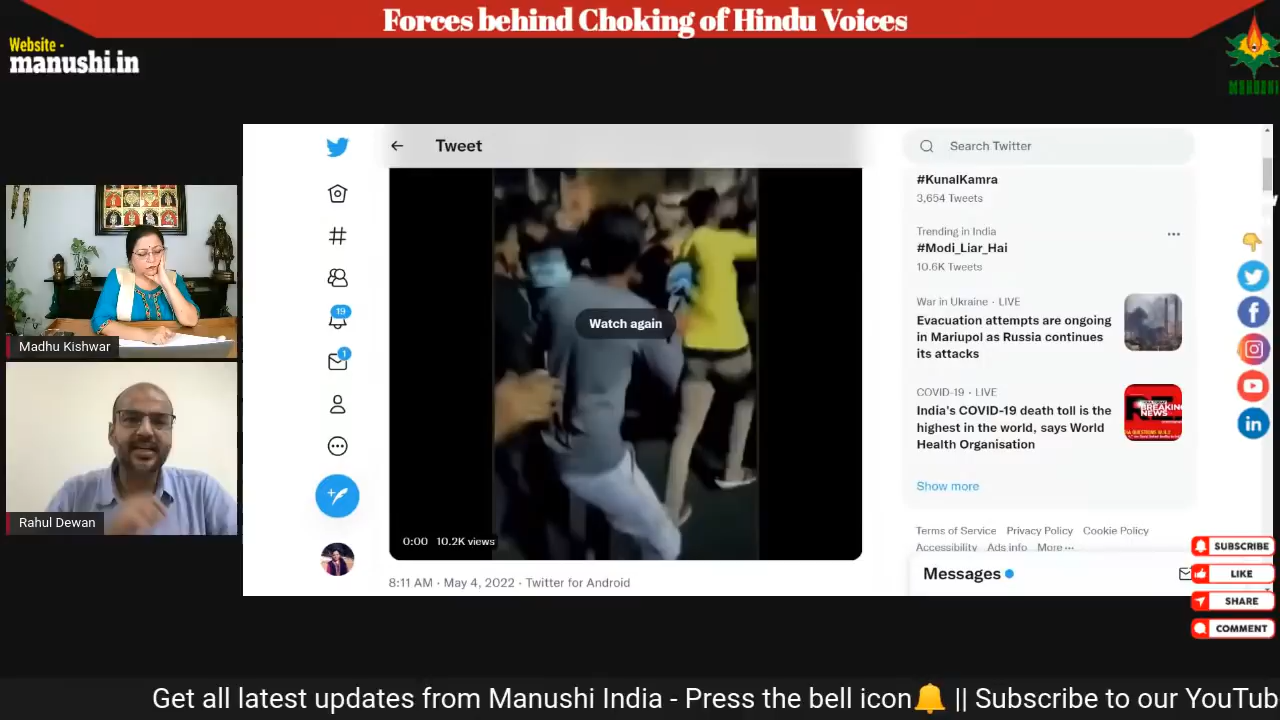 Forces behind Choking of Hindu Voices
Website -
manushi.in
MANUSHI
Madhu Kishwar
Rahul Dewan
Tweet
Watch again
0:00 10.2K views
8:11 AM · May 4, 2022 · Twitter for Android
19
1
Search Twitter
#KunalKamra
3,654 Tweets
Trending in India
#Modi_Liar_Hai
10.6K Tweets
War in Ukraine · LIVE
Evacuation attempts are ongoing
in Mariupol as Russia continues
its attacks
COVID-19 · LIVE
India's COVID-19 death toll is the
highest in the world, says World
Health Organisation
BREAKING
NEWS
Show more
Terms of Service Privacy Policy Cookie Policy
Accessibility Ads info More ···
Messages
SUBSCRIBE
LIKE
SHARE
COMMENT
Get all latest updates from Manushi India - Press the bell icon🔔 || Subscribe to our YouTub